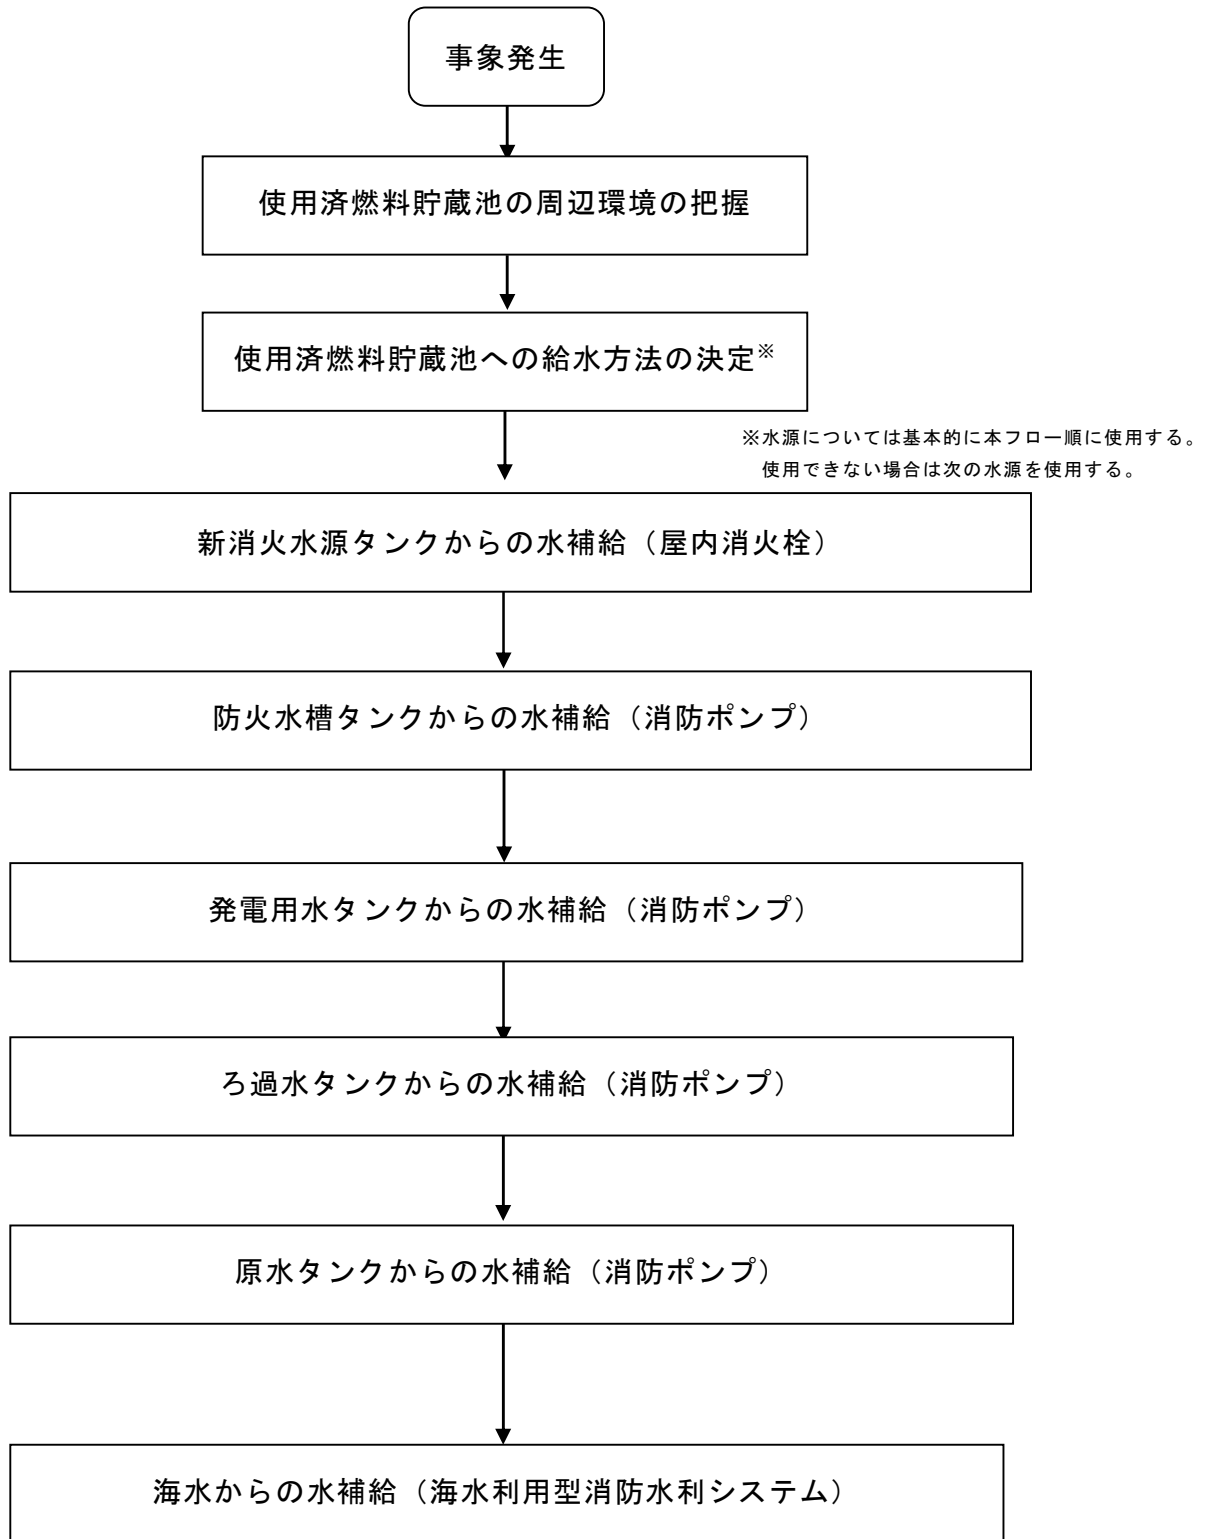 事象発生
使用済燃料貯蔵池の周辺環境の把握
使用済燃料貯蔵池への給水方法の決定※
※水源については基本的に本フロー順に使用する。
使用できない場合は次の水源を使用する。
新消火水源タンクからの水補給（屋内消火栓）
防火水槽タンクからの水補給（消防ポンプ）
発電用水タンクからの水補給（消防ポンプ）
ろ過水タンクからの水補給（消防ポンプ）
原水タンクからの水補給（消防ポンプ）
海水からの水補給（海水利用型消防水利システム）